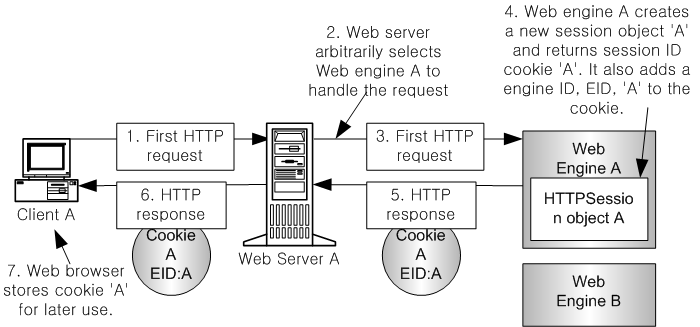 4. Web engine A creates
a new session object 'A'
and returns session ID
cookie 'A'. It also adds a
engine ID, EID, 'A' to the
cookie.
2. Web server
arbitrarily selects
Web engine A to
handle the request
1. First HTTP
request
3. First HTTP
request
Web
Engine A
HTTPSessio
n object A
6. HTTP
response
5. HTTP
response
Cookie
A
EID:A
Cookie
A
EID:A
Client A
Web Server A
7. Web browser
stores cookie 'A'
for later use.
Web
Engine B